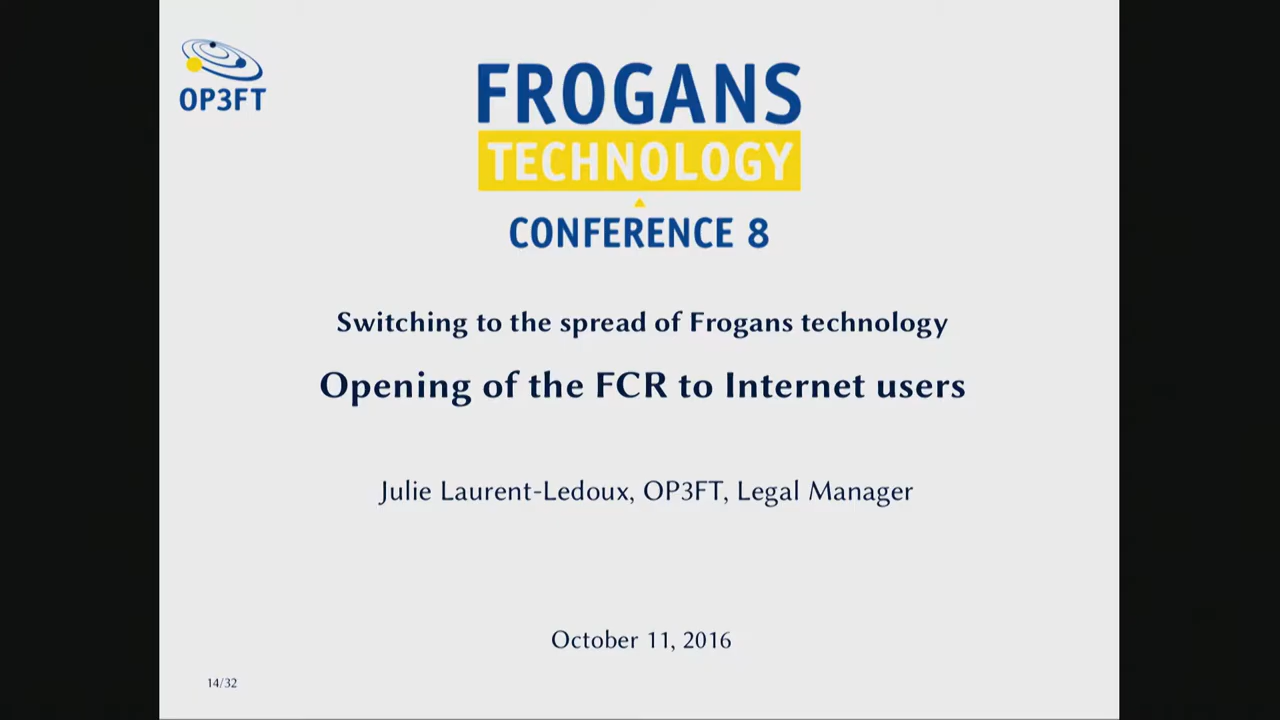 OP3FT
FROGANS
TECHNOLOGY
CONFERENCE 8
Switching to the spread of Frogans technology
Opening of the FCR to Internet users
Julie Laurent-Ledoux, OP3FT, Legal Manager
October 11, 2016
14/32